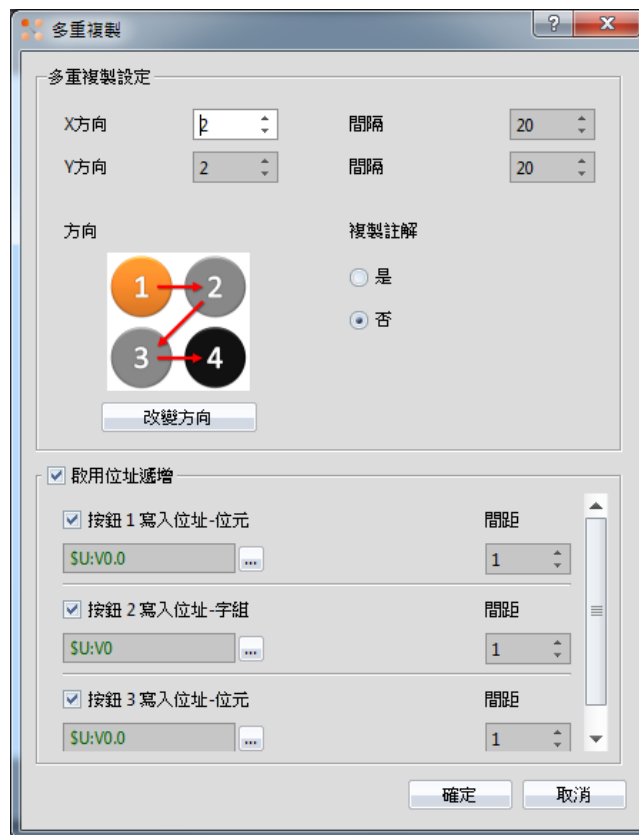 多重複製
多重複製設定
X方向 2 間隔 20
Y方向 2 間隔 20
方向 複製註解
1 2
3 4
是
否
改變方向
啟用位址遞增
按鈕 1 寫入位址-位元 間距
$U:V0.0 ... 1
按鈕 2 寫入位址-字組 間距
$U:V0 ... 1
按鈕 3 寫入位址-位元 間距
$U:V0.0 ... 1
確定 取消